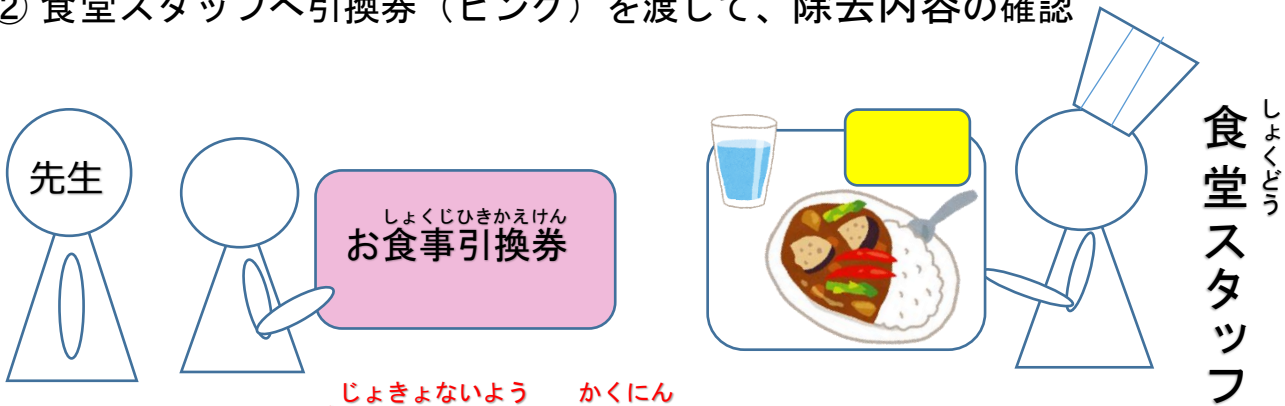 ② 食堂スタッフへ引換券（ピンク）を渡して、除去内容の確認
先生
しょくじひきかえけん
お食事引換券
しょくどう
食堂スタッフ
じょきょないよう　かくにん